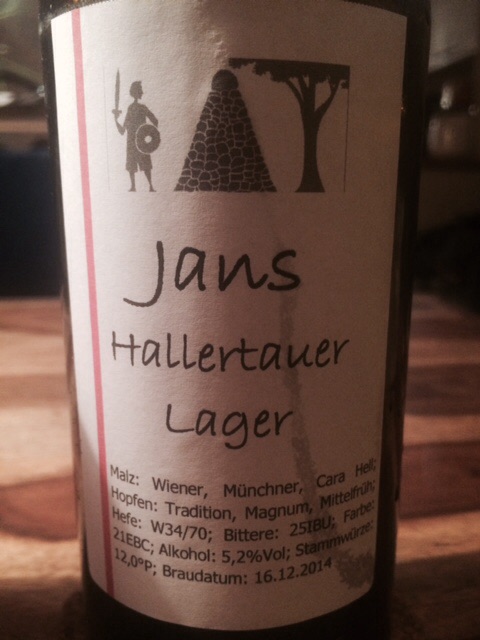 Jans
Hallertauer
Lager
Malz: Wiener, Münchner, Cara Hell;
Hopfen: Tradition, Magnum, Mittelfrüh;
Hefe: W34/70; Bittere: 25IBU; Farbe:
21EBC; Alkohol: 5,2%Vol; Stammwürze:
12,0°P; Braudatum: 16.12.2014